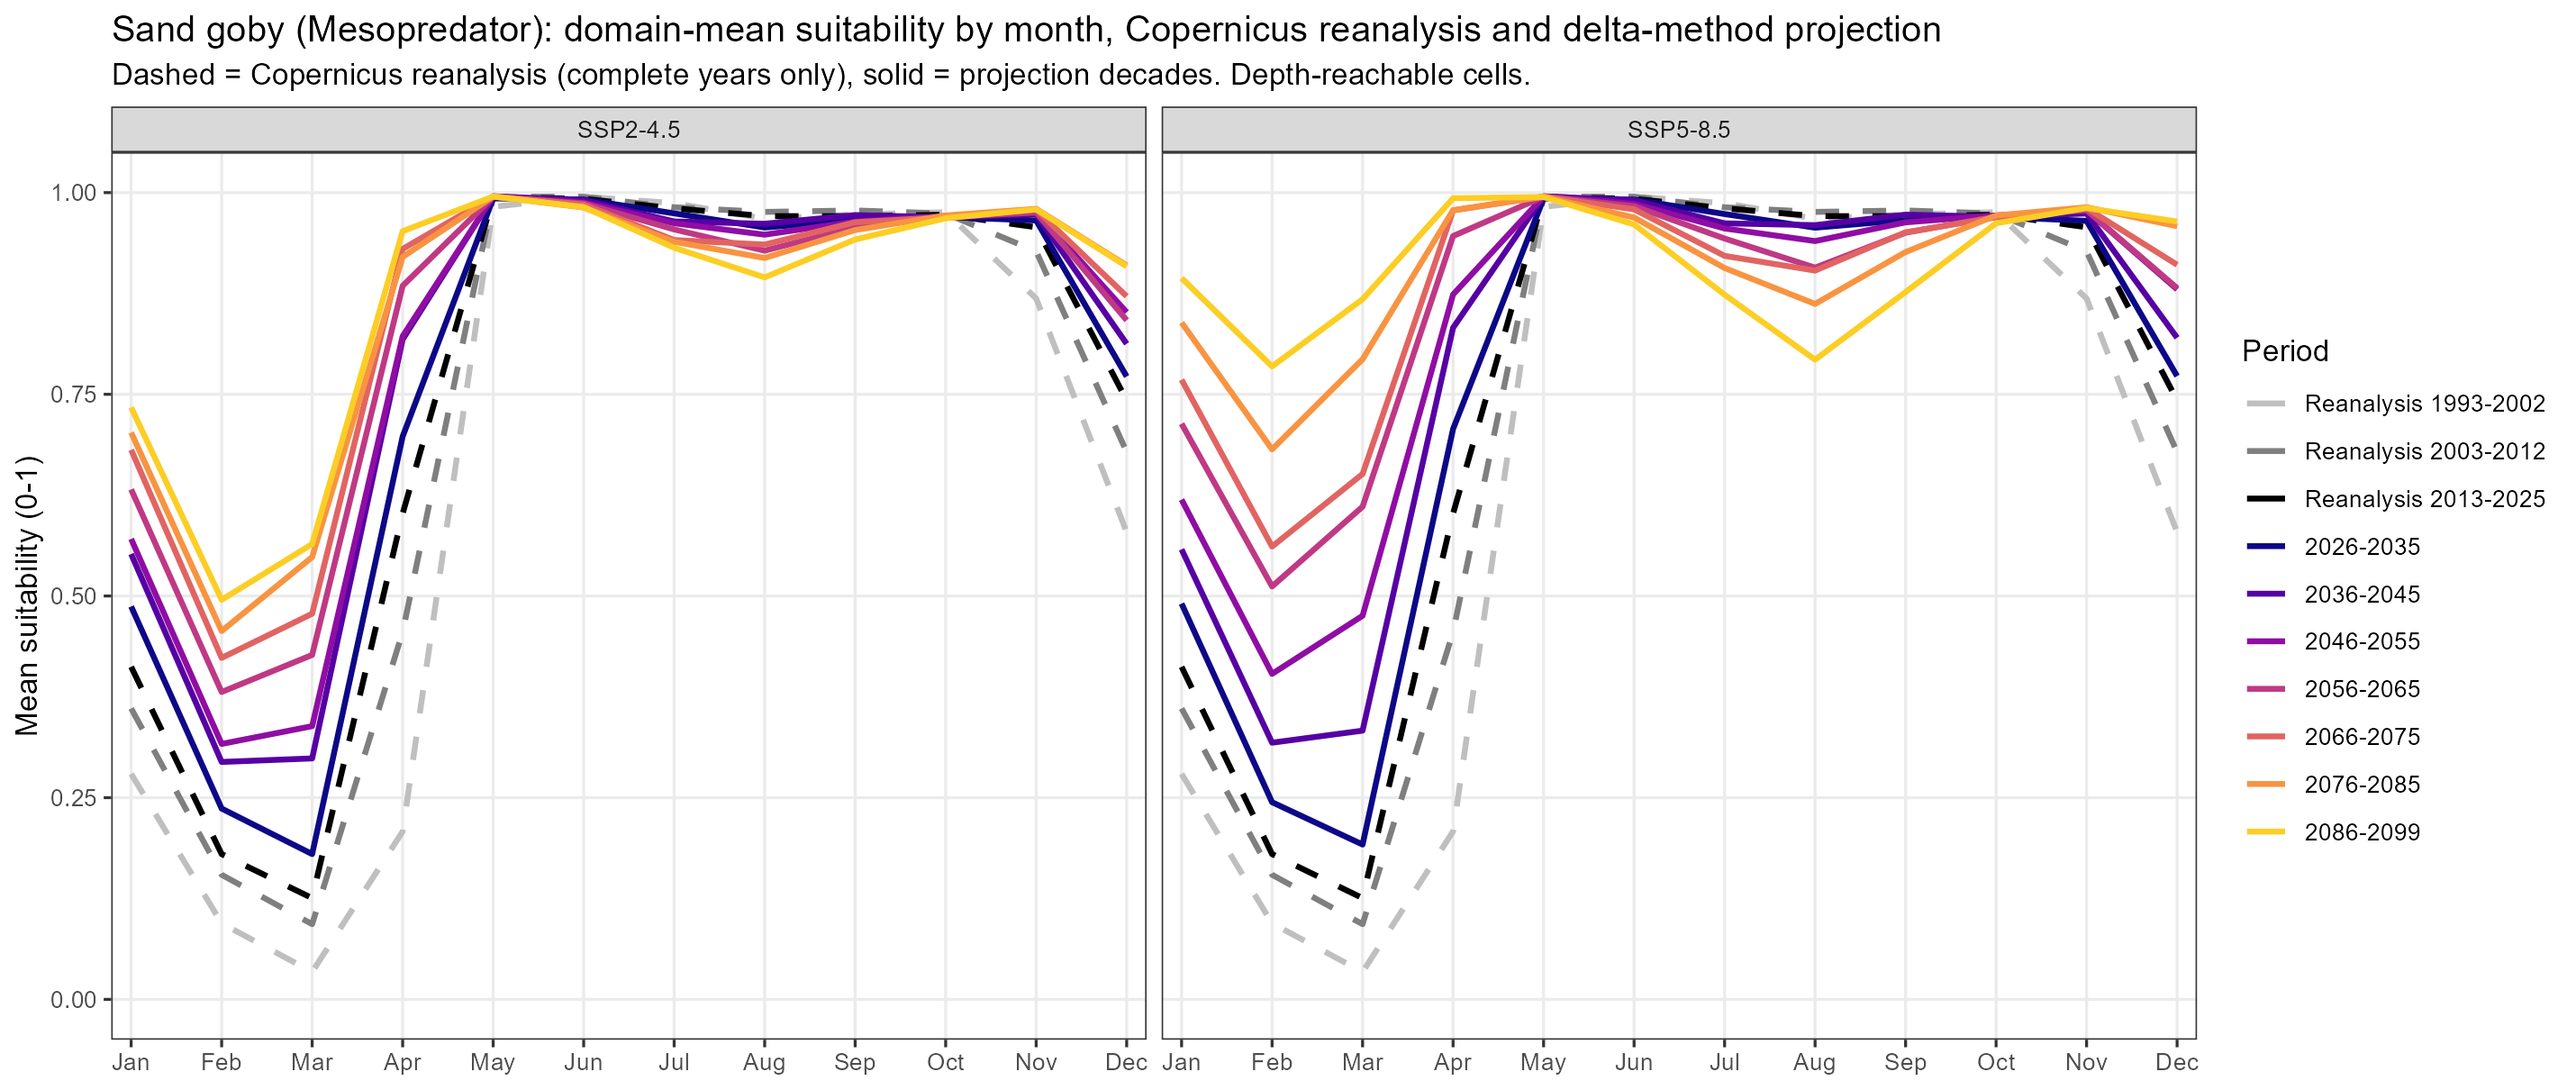 Sand goby (Mesopredator): domain-mean suitability by month, Copernicus reanalysis and delta-method projection
Dashed = Copernicus reanalysis (complete years only), solid = projection decades. Depth-reachable cells.
SSP2-4.5
SSP5-8.5
Mean suitability (0-1)
1.00
0.75
0.50
0.25
0.00
Jan Feb Mar Apr May Jun Jul Aug Sep Oct Nov Dec
Jan Feb Mar Apr May Jun Jul Aug Sep Oct Nov Dec
Period
Reanalysis 1993-2002
Reanalysis 2003-2012
Reanalysis 2013-2025
2026-2035
2036-2045
2046-2055
2056-2065
2066-2075
2076-2085
2086-2099